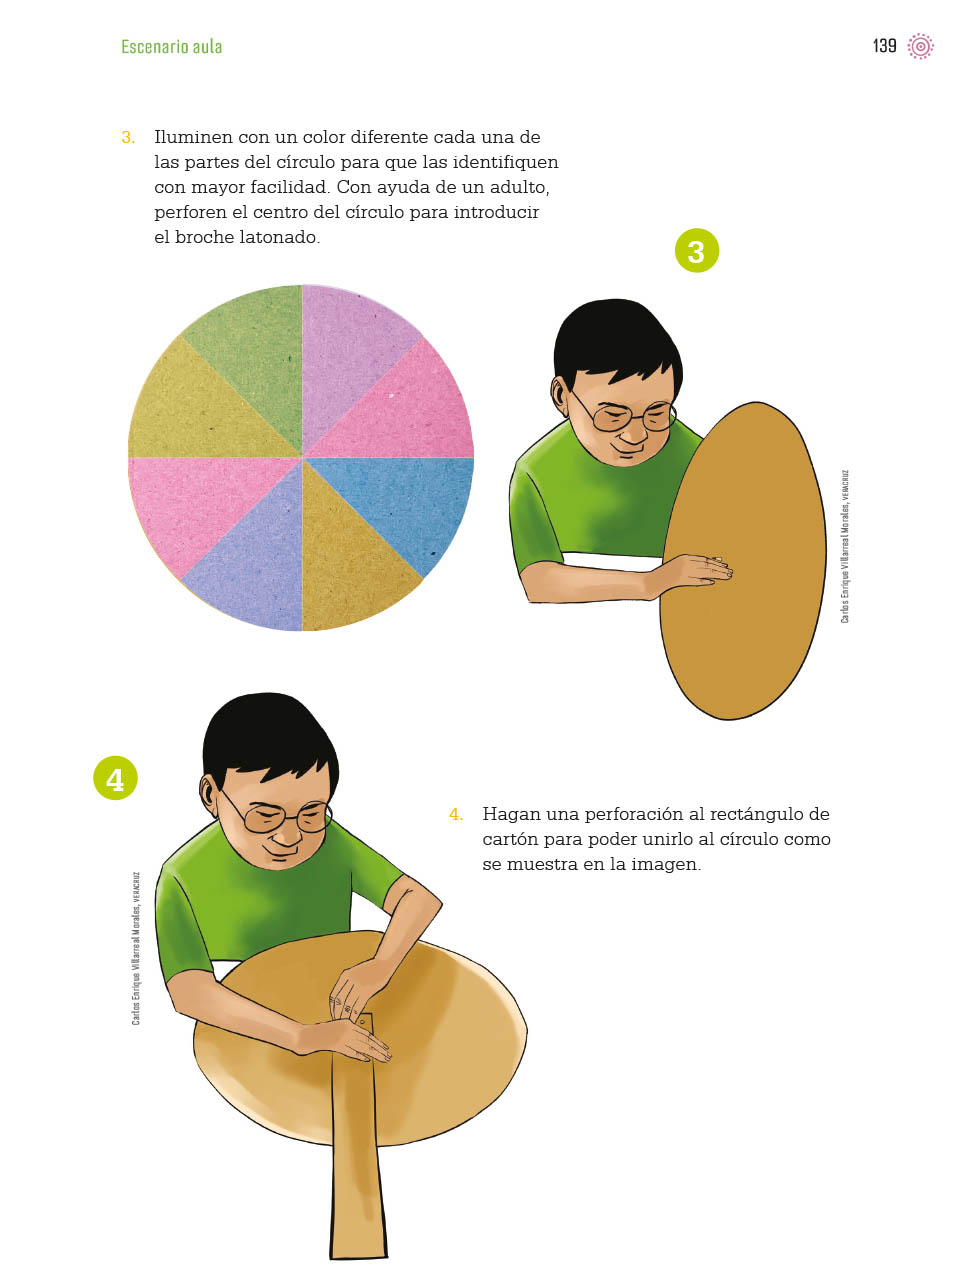 Escenario aula
139
3. Iluminen con un color diferente cada una de
las partes del círculo para que las identifiquen
con mayor facilidad. Con ayuda de un adulto,
perforen el centro del círculo para introducir
el broche latonado.
3
Carlos Enrique Villarreal Morales, VERACRUZ
4
4. Hagan una perforación al rectángulo de
cartón para poder unirlo al círculo como
se muestra en la imagen.
Carlos Enrique Villarreal Morales, VERACRUZ